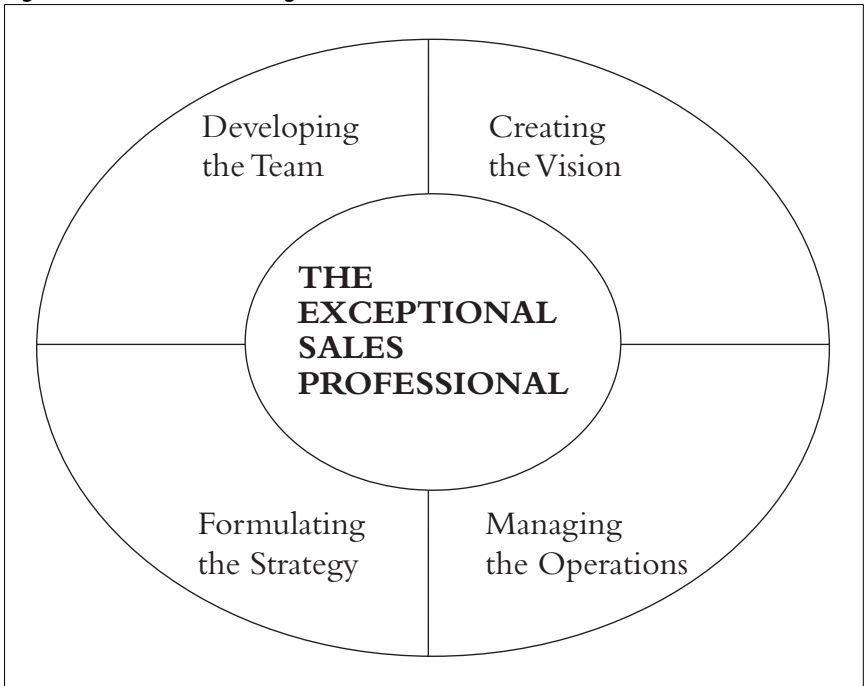 Developing
the Team
Creating
the Vision
THE
EXCEPTIONAL
SALES
PROFESSIONAL
Formulating
the Strategy
Managing
the Operations